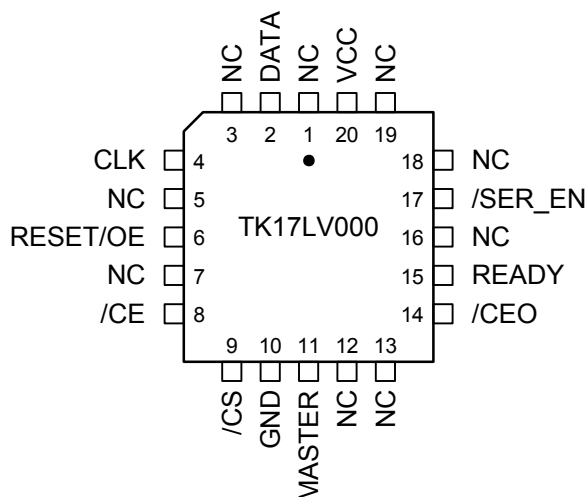 NC
DATA
NC
VCC
NC
3
2
1
20
19
CLK
4
18
NC
NC
5
17
/SER_EN
TK17LV000
RESET/OE
6
16
NC
NC
7
15
READY
/CE
8
14
/CEO
9
10
11
12
13
/CS
GND
MASTER
NC
NC